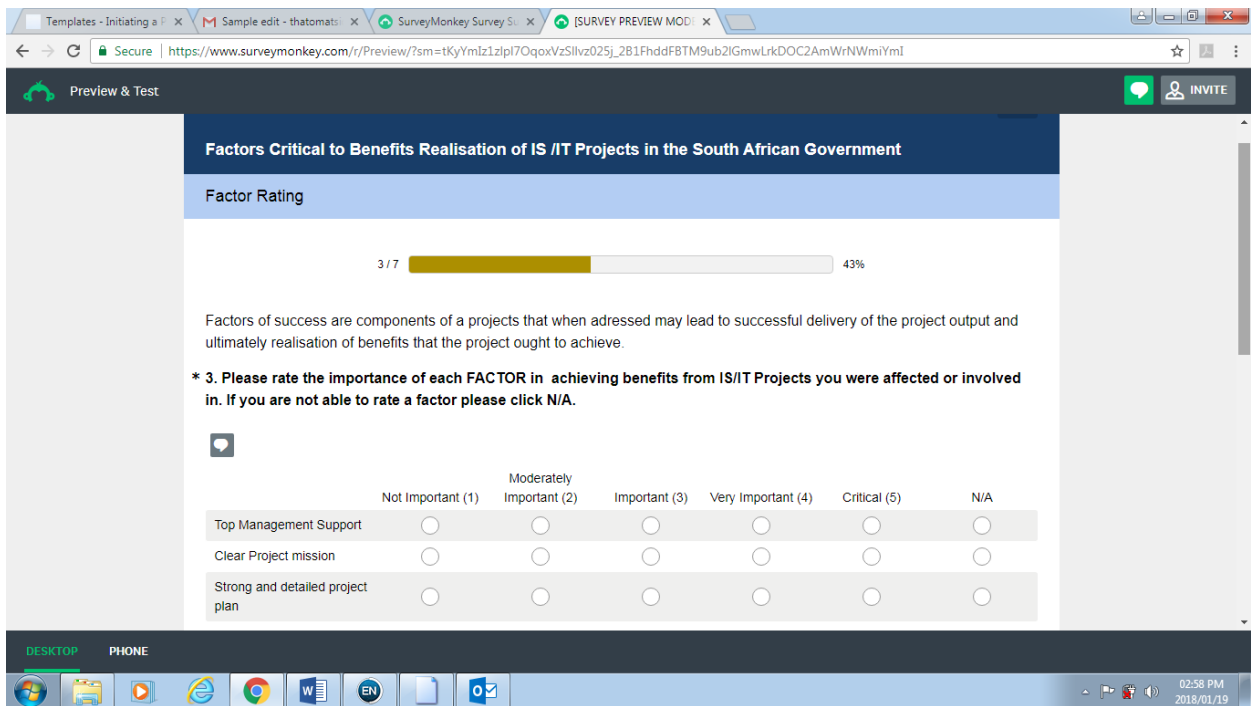 Templates - Initiating a P
Sample edit - thatomats
SurveyMonkey Survey Su
[SURVEY PREVIEW MODE
Secure
https://www.surveymonkey.com/r/Preview/?sm=
Preview & Test
INVITE
Factors Critical to Benefits Realisation of IS /IT Projects in the South African Government
Factor Rating
3 / 7
43%
Factors of success are components of a projects that when adressed may lead to successful delivery of the project output and
ultimately realisation of benefits that the project ought to achieve.
* 3. Please rate the importance of each FACTOR in achieving benefits from IS/IT Projects you were affected or involved
in. If you are not able to rate a factor please click N/A.
Moderately
Not Important (1) Important (2) Important (3) Very Important (4) Critical (5) N/A
Top Management Support
Clear Project mission
Strong and detailed project
plan
DESKTOP PHONE
EN
02:58 PM
2018/01/19